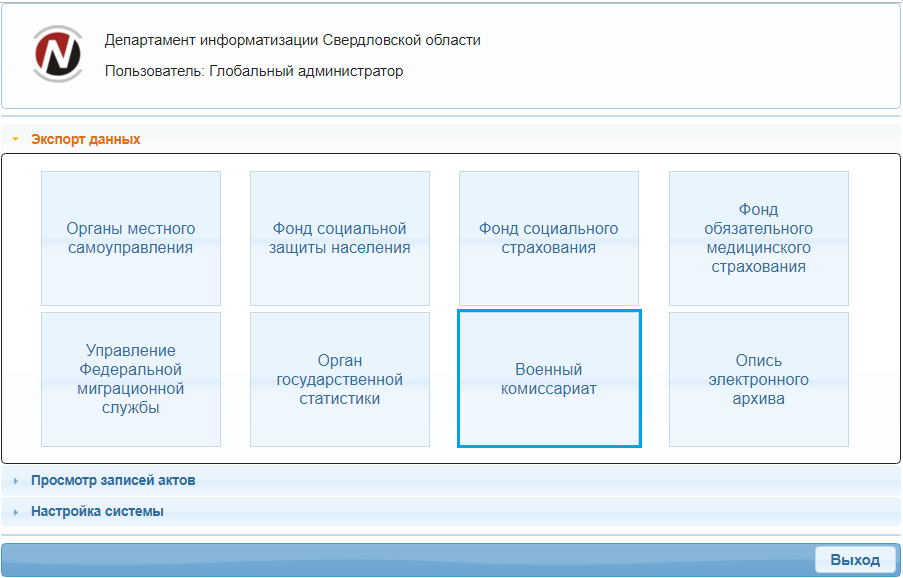 Департамент информатизации Свердловской области
Пользователь: Глобальный администратор
Экспорт данных
Органы местного
самоуправления
Фонд социальной
защиты населения
Фонд социального
страхования
Фонд
обязательного
медицинского
страхования
Управление
Федеральной
миграционной
службы
Орган
государственной
статистики
Военный
комиссариат
Опись
электронного
архива
Просмотр записей актов
Настройка системы
Выход